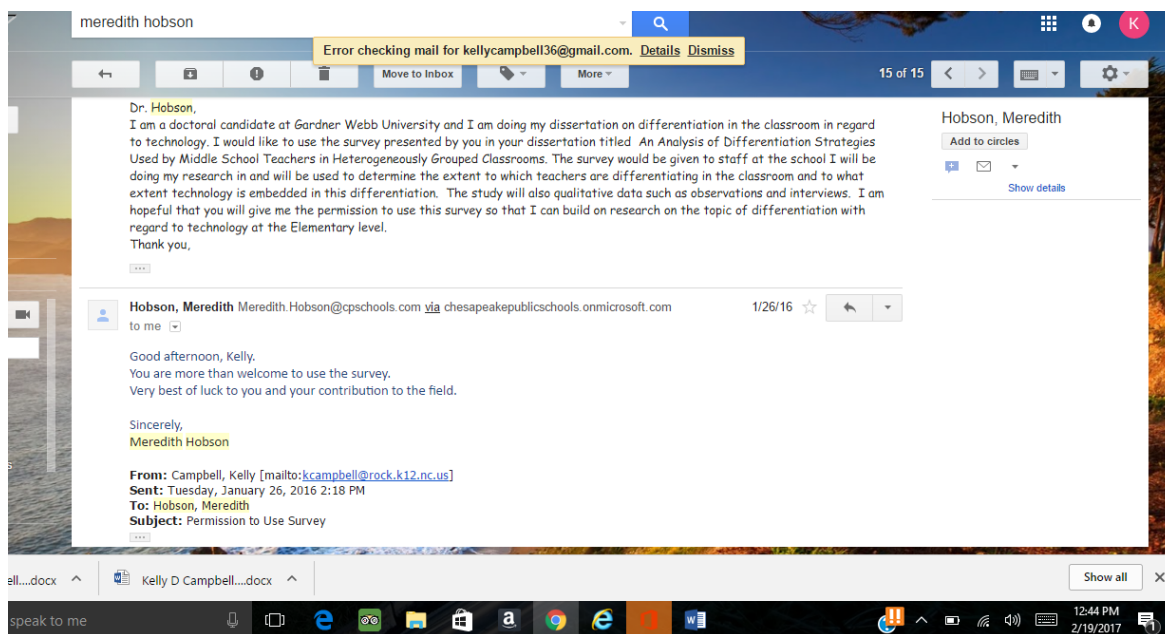 meredith hobson
K
Error checking mail for kellycampbell36@gmail.com. Details Dismiss
Move to Inbox
More
15 of 15
Dr. Hobson,
I am a doctoral candidate at Gardner Webb University and I am doing my dissertation on differentiation in the classroom in regard
to technology. I would like to use the survey presented by you in your dissertation titled An Analysis of Differentiation Strategies
Used by Middle School Teachers in Heterogeneously Grouped Classrooms. The survey would be given to staff at the school I will be
doing my research in and will be used to determine the extent to which teachers are differentiating in the classroom and to what
extent technology is embedded in this differentiation. The study will also qualitative data such as observations and interviews. I am
hopeful that you will give me the permission to use this survey so that I can build on research on the topic of differentiation with
regard to technology at the Elementary level.
Thank you,
Hobson, Meredith
Add to circles
Show details
Hobson, Meredith Meredith.Hobson@cpschools.com via chesapeakepublicschools.onmicrosoft.com 1/26/16
to me
Good afternoon, Kelly.
You are more than welcome to use the survey.
Very best of luck to you and your contribution to the field.
Sincerely,
Meredith Hobson
From: Campbell, Kelly [mailto:kcampbell@rock.k12.nc.us]
Sent: Tuesday, January 26, 2016 2:18 PM
To: Hobson, Meredith
Subject: Permission to Use Survey
ell....docx
Kelly D Campbell....docx
Show all
speak to me
12:44 PM
2/19/2017